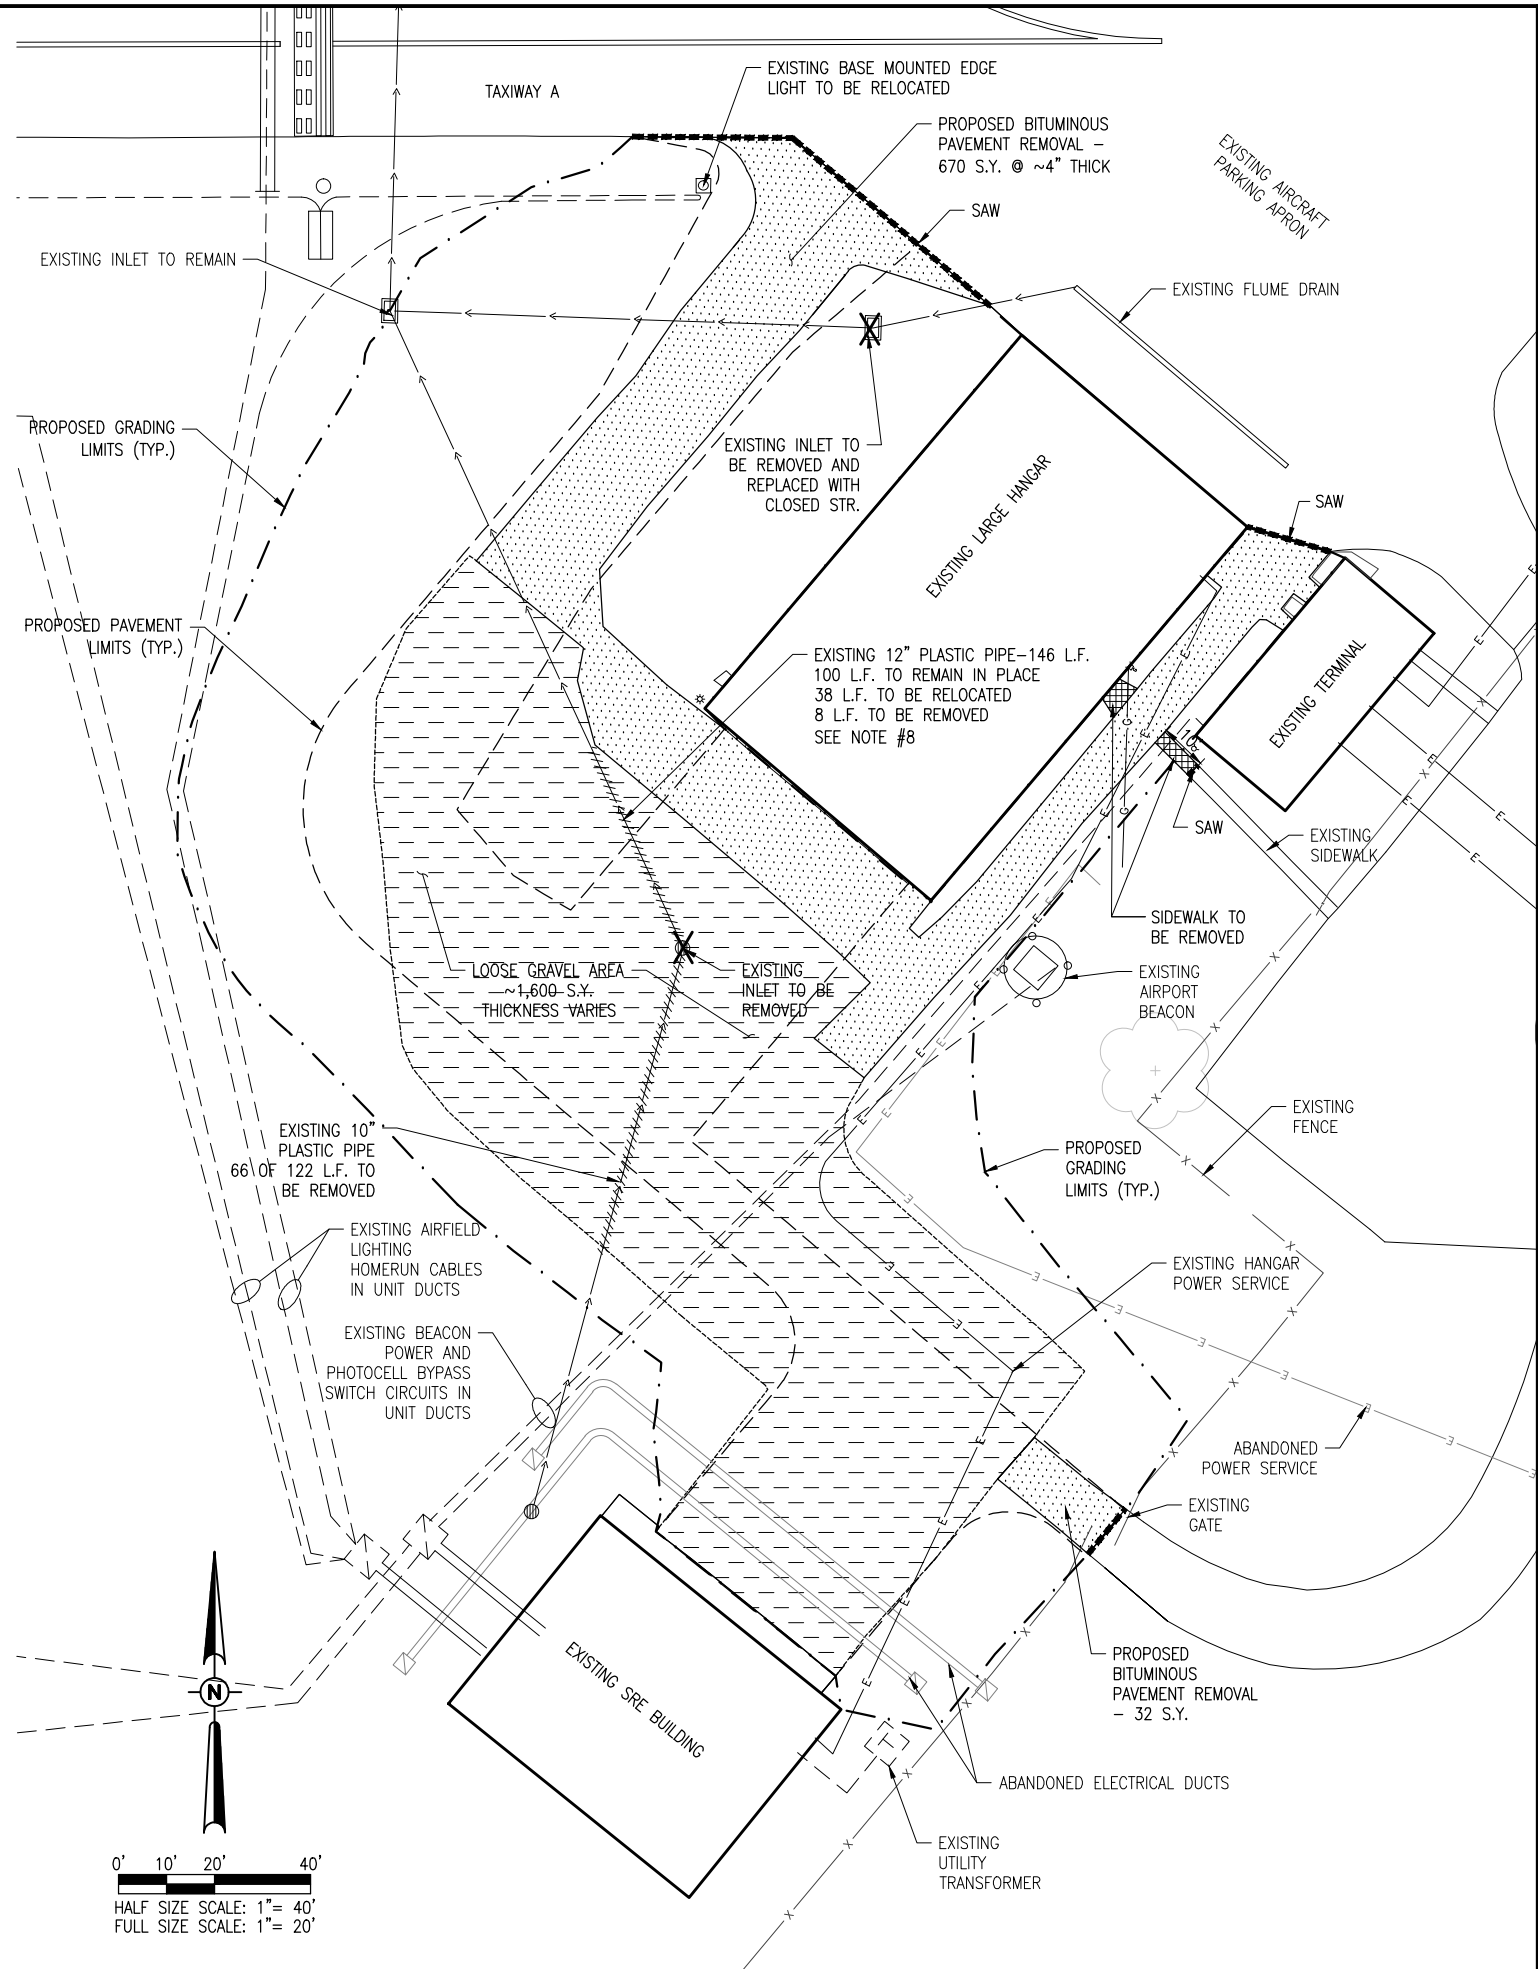 TAXIWAY A
EXISTING BASE MOUNTED EDGE
LIGHT TO BE RELOCATED
PROPOSED BITUMINOUS
PAVEMENT REMOVAL –
670 S.Y. @ ~4" THICK
EXISTING AIRCRAFT
PARKING APRON
SAW
EXISTING INLET TO REMAIN
EXISTING FLUME DRAIN
PROPOSED GRADING
LIMITS (TYP.)
EXISTING INLET TO
BE REMOVED AND
REPLACED WITH
CLOSED STR.
EXISTING LARGE HANGAR
SAW
PROPOSED PAVEMENT
LIMITS (TYP.)
EXISTING 12" PLASTIC PIPE–146 L.F.
100 L.F. TO REMAIN IN PLACE
38 L.F. TO BE RELOCATED
8 L.F. TO BE REMOVED
SEE NOTE #8
EXISTING TERMINAL
10'
SAW
EXISTING
SIDEWALK
SIDEWALK TO
BE REMOVED
LOOSE GRAVEL AREA
~1,600 S.Y.
THICKNESS VARIES
EXISTING
INLET TO BE
REMOVED
EXISTING
AIRPORT
BEACON
EXISTING
FENCE
EXISTING 10"
PLASTIC PIPE
66 OF 122 L.F. TO
BE REMOVED
PROPOSED
GRADING
LIMITS (TYP.)
EXISTING AIRFIELD
LIGHTING
HOMERUN CABLES
IN UNIT DUCTS
EXISTING HANGAR
POWER SERVICE
EXISTING BEACON
POWER AND
PHOTOCELL BYPASS
SWITCH CIRCUITS IN
UNIT DUCTS
ABANDONED
POWER SERVICE
EXISTING
GATE
EXISTING SRE BUILDING
PROPOSED
BITUMINOUS
PAVEMENT REMOVAL
– 32 S.Y.
N
T
ABANDONED ELECTRICAL DUCTS
EXISTING
UTILITY
TRANSFORMER
0' 10' 20' 40'
HALF SIZE SCALE: 1"= 40'
FULL SIZE SCALE: 1"= 20'